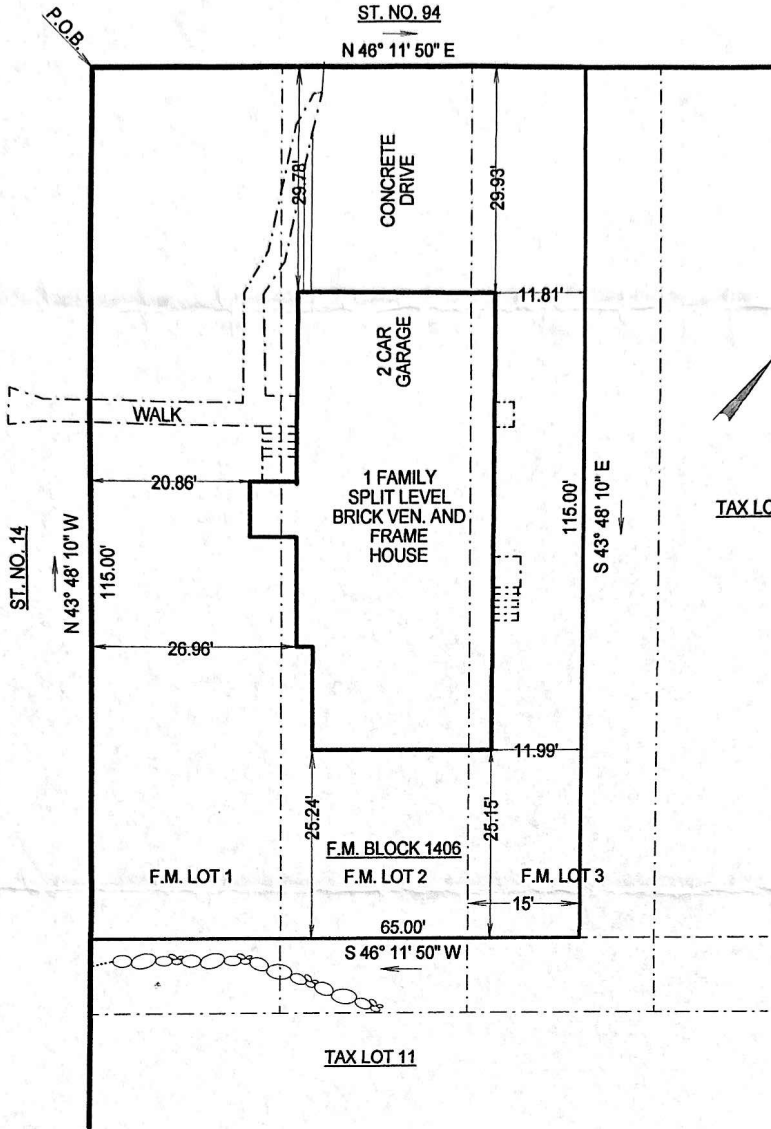 P.O.B.
ST. NO. 94
N 46° 11' 50" E
29.78'
CONCRETE
DRIVE
29.93'
11.81'
2 CAR
GARAGE
WALK
20.86'
1 FAMILY
SPLIT LEVEL
BRICK VEN. AND
FRAME
HOUSE
115.00'
S 43° 48' 10" E
TAX LO
ST. NO. 14
N 43° 48' 10" W
115.00'
26.96'
11.99'
25.24'
25.15'
F.M. BLOCK 1406
F.M. LOT 1
F.M. LOT 2
F.M. LOT 3
15'
65.00'
S 46° 11' 50" W
TAX LOT 11